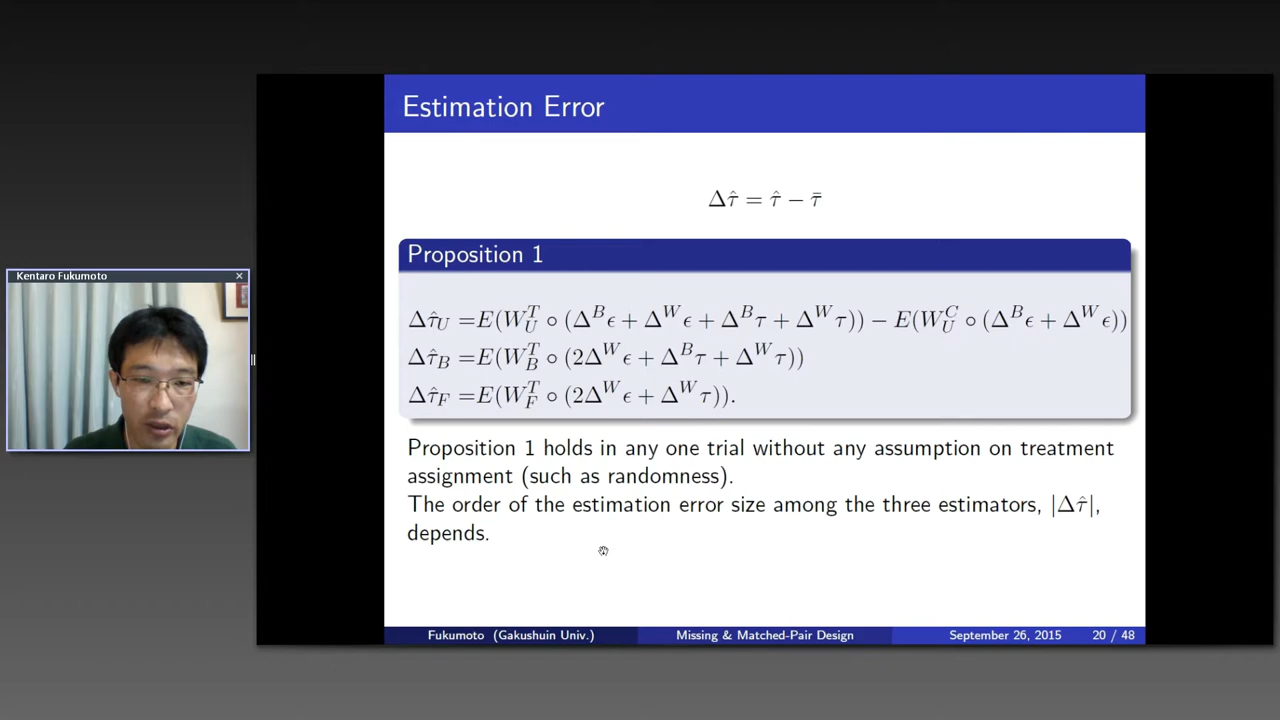 Estimation Error
Δτ̂ = τ̂ − τ̄
Kentaro Fukumoto
Proposition 1
Δτ̂_U =E(W_U^T ∘ (Δ^B ϵ + Δ^W ϵ + Δ^B τ + Δ^W τ)) − E(W_U^C ∘ (Δ^B ϵ + Δ^W ϵ))
Δτ̂_B =E(W_B^T ∘ (2Δ^W ϵ + Δ^B τ + Δ^W τ))
Δτ̂_F =E(W_F^T ∘ (2Δ^W ϵ + Δ^W τ)).
Proposition 1 holds in any one trial without any assumption on treatment
assignment (such as randomness).
The order of the estimation error size among the three estimators, |Δτ̂|,
depends.
Fukumoto (Gakushuin Univ.) Missing & Matched-Pair Design September 26, 2015 20 / 48